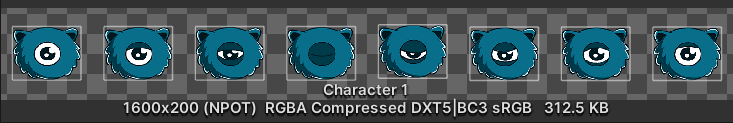 Character 1
1600x200 (NPOT)  RGBA Compressed DXT5|BC3 sRGB   312.5 KB